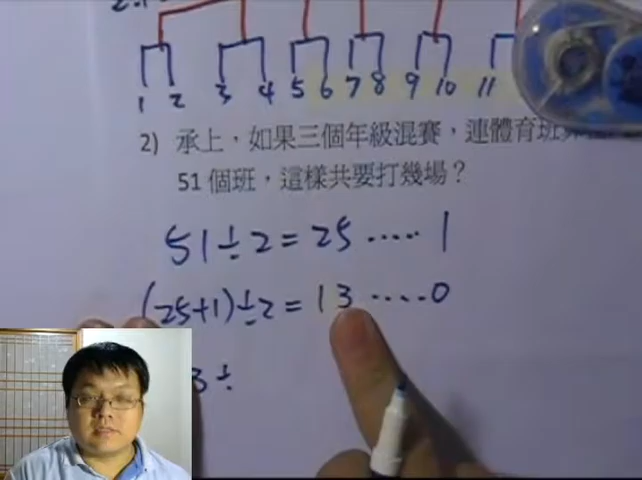 1 2 3 4 5 6 7 8 9 10 11
2) 承上，如果三個年級混賽，連體育班
51 個班，這樣共要打幾場？
51÷2=25 ..... 1
(25+1)÷2=13 ....0
3÷